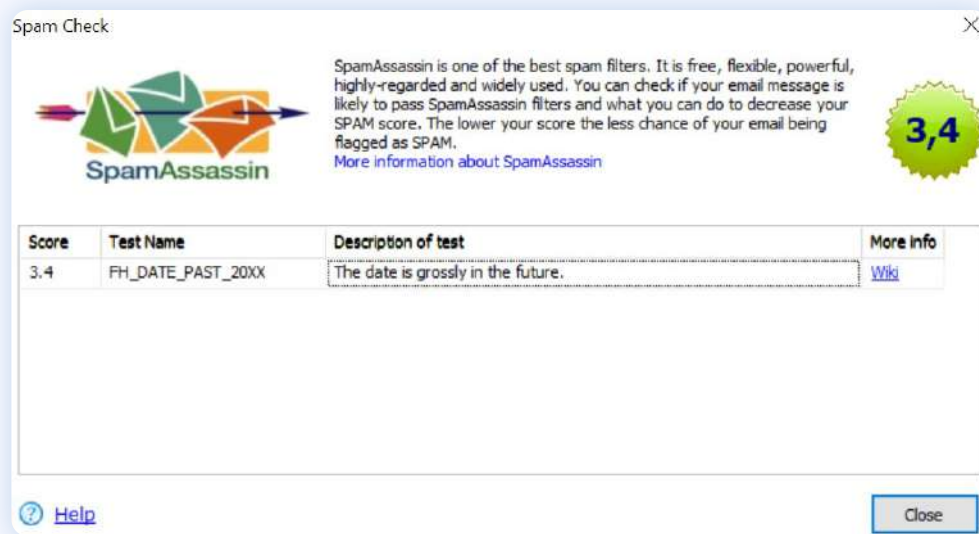 Spam Check
SpamAssassin is one of the best spam filters. It is free, flexible, powerful,
highly-regarded and widely used. You can check if your email message is
likely to pass SpamAssassin filters and what you can do to decrease your
SPAM score. The lower your score the less chance of your email being
flagged as SPAM.
More information about SpamAssassin
SpamAssassin
3,4
Score Test Name Description of test More info
3.4 FH_DATE_PAST_20XX The date is grossly in the future. Wiki
? Help
Close